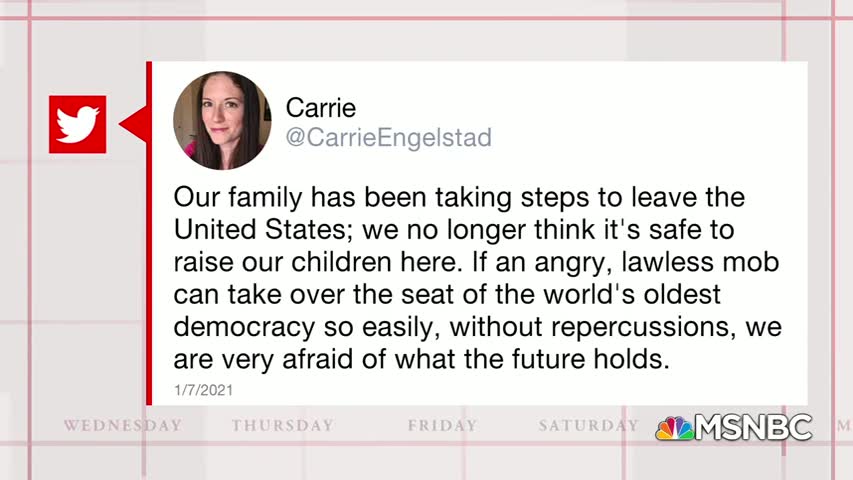 Carrie
@CarrieEngelstad
Our family has been taking steps to leave the
United States; we no longer think it's safe to
raise our children here. If an angry, lawless mob
can take over the seat of the world's oldest
democracy so easily, without repercussions, we
are very afraid of what the future holds.
1/7/2021
WEDNESDAY THURSDAY FRIDAY SATURDAY M
MSNBC